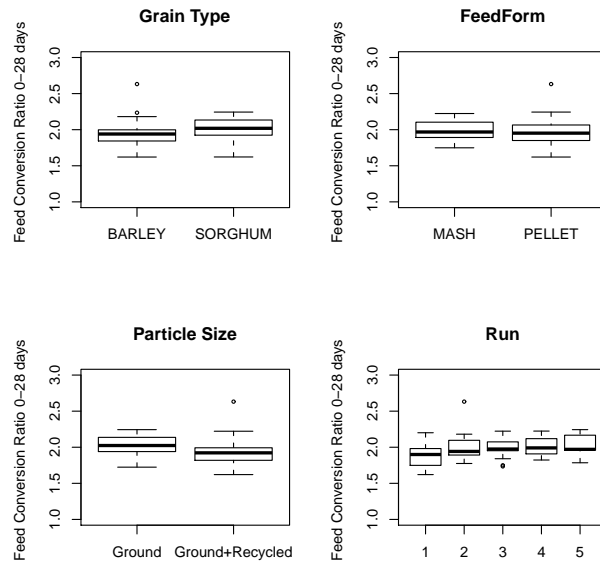 Grain Type
Feed Conversion Ratio 0−28 days
1.0 1.5 2.0 2.5 3.0
BARLEY SORGHUM
FeedForm
Feed Conversion Ratio 0−28 days
1.0 1.5 2.0 2.5 3.0
MASH PELLET
Particle Size
Feed Conversion Ratio 0−28 days
1.0 1.5 2.0 2.5 3.0
Ground Ground+Recycled
Run
Feed Conversion Ratio 0−28 days
1.0 1.5 2.0 2.5 3.0
1 2 3 4 5